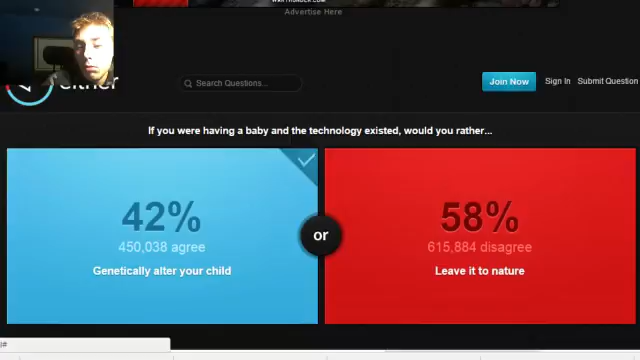 Advertise Here
either
Search Questions...
Join Now
Sign In
Submit Question
If you were having a baby and the technology existed, would you rather...
42%
450,038 agree
Genetically alter your child
or
58%
615,884 disagree
Leave it to nature